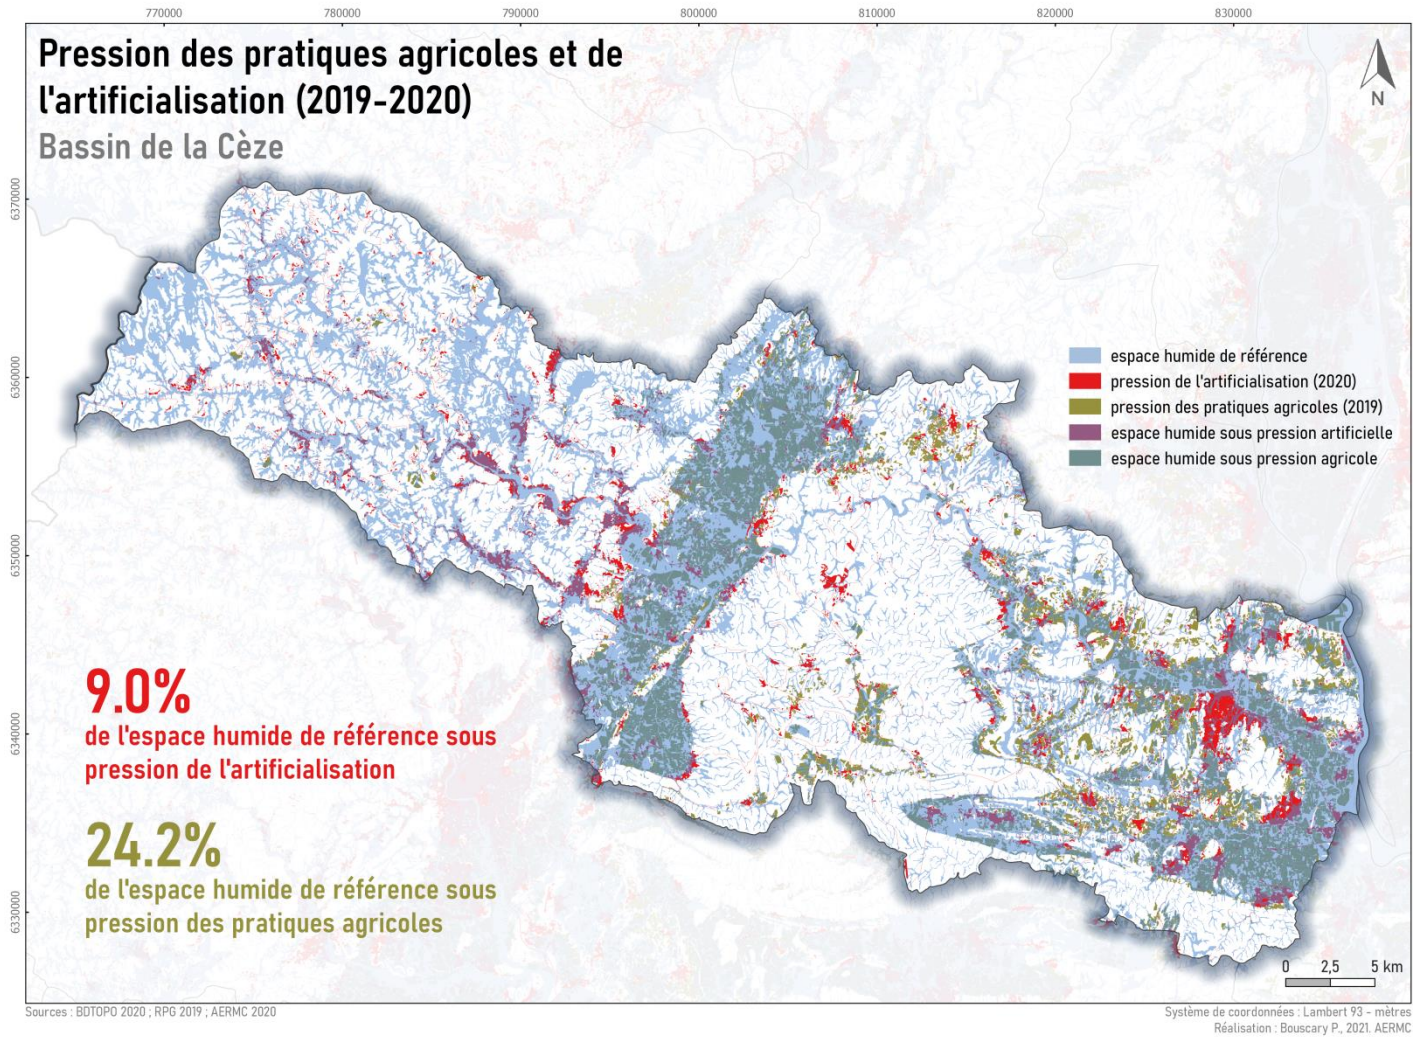 770000 780000 790000 800000 810000 820000 830000
Pression des pratiques agricoles et de
l'artificialisation (2019-2020)
Bassin de la Cèze
N
6370000
6360000
6350000
6340000
6330000
espace humide de référence
pression de l'artificialisation (2020)
pression des pratiques agricoles (2019)
espace humide sous pression artificielle
espace humide sous pression agricole
9.0%
de l'espace humide de référence sous
pression de l'artificialisation
24.2%
de l'espace humide de référence sous
pression des pratiques agricoles
0 2,5 5 km
Sources : BDTOPO 2020 ; RPG 2019 ; AERMC 2020
Système de coordonnées : Lambert 93 - mètres
Réalisation : Bouscary P., 2021. AERMC